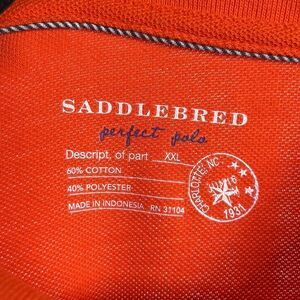 SADDLEBRED
perfect polo
Descript. of part XXL
60% COTTON
40% POLYESTER
MADE IN INDONESIA RN 31104
CHARLOTTE, NC
1931